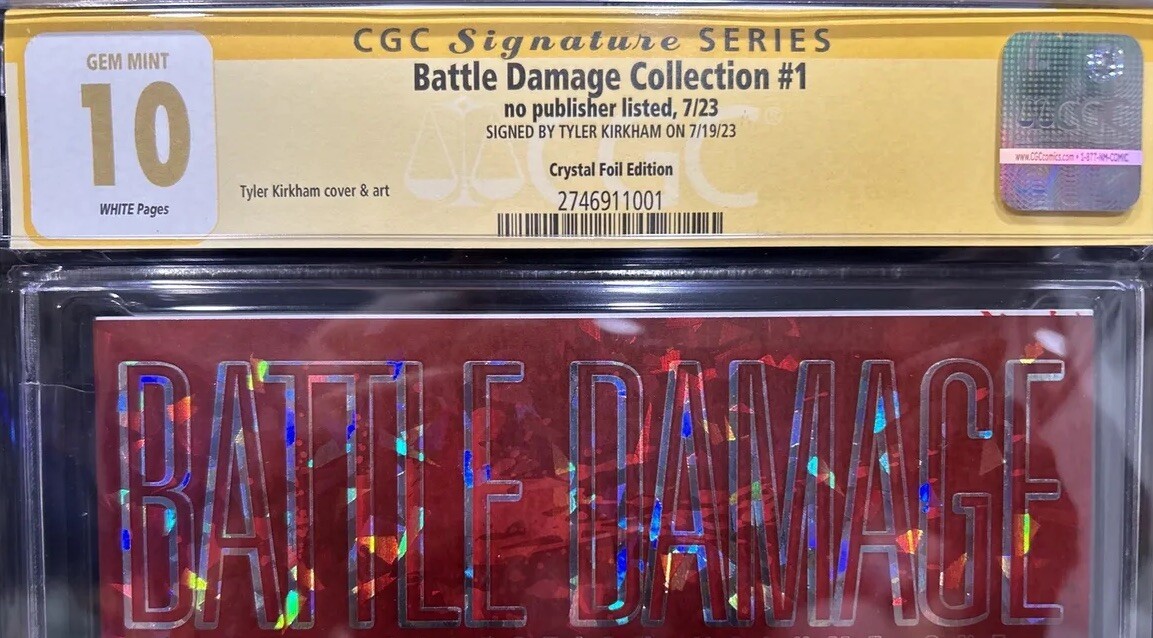 CGC Signature SERIES
GEM MINT
10
WHITE Pages
Battle Damage Collection #1
no publisher listed, 7/23
SIGNED BY TYLER KIRKHAM ON 7/19/23
Crystal Foil Edition
Tyler Kirkham cover & art
2746911001
CGC
www.CGCcomics.com • 1-877-NM-COMIC
BATTLE DAMAGE